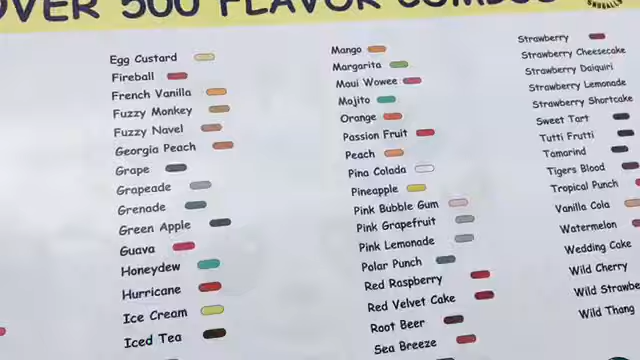 OVER 500 FLAVOR COMBOS
Egg Custard
Fireball
French Vanilla
Fuzzy Monkey
Fuzzy Navel
Georgia Peach
Grape
Grapeade
Grenade
Green Apple
Guava
Honeydew
Hurricane
Ice Cream
Iced Tea
Mango
Margarita
Maui Wowee
Mojito
Orange
Passion Fruit
Peach
Pina Colada
Pineapple
Pink Bubble Gum
Pink Grapefruit
Pink Lemonade
Polar Punch
Red Raspberry
Red Velvet Cake
Root Beer
Sea Breeze
Strawberry
Strawberry Cheesecake
Strawberry Daiquiri
Strawberry Lemonade
Strawberry Shortcake
Sweet Tart
Tutti Frutti
Tamarind
Tigers Blood
Tropical Punch
Vanilla Cola
Watermelon
Wedding Cake
Wild Cherry
Wild Strawbe
Wild Thang